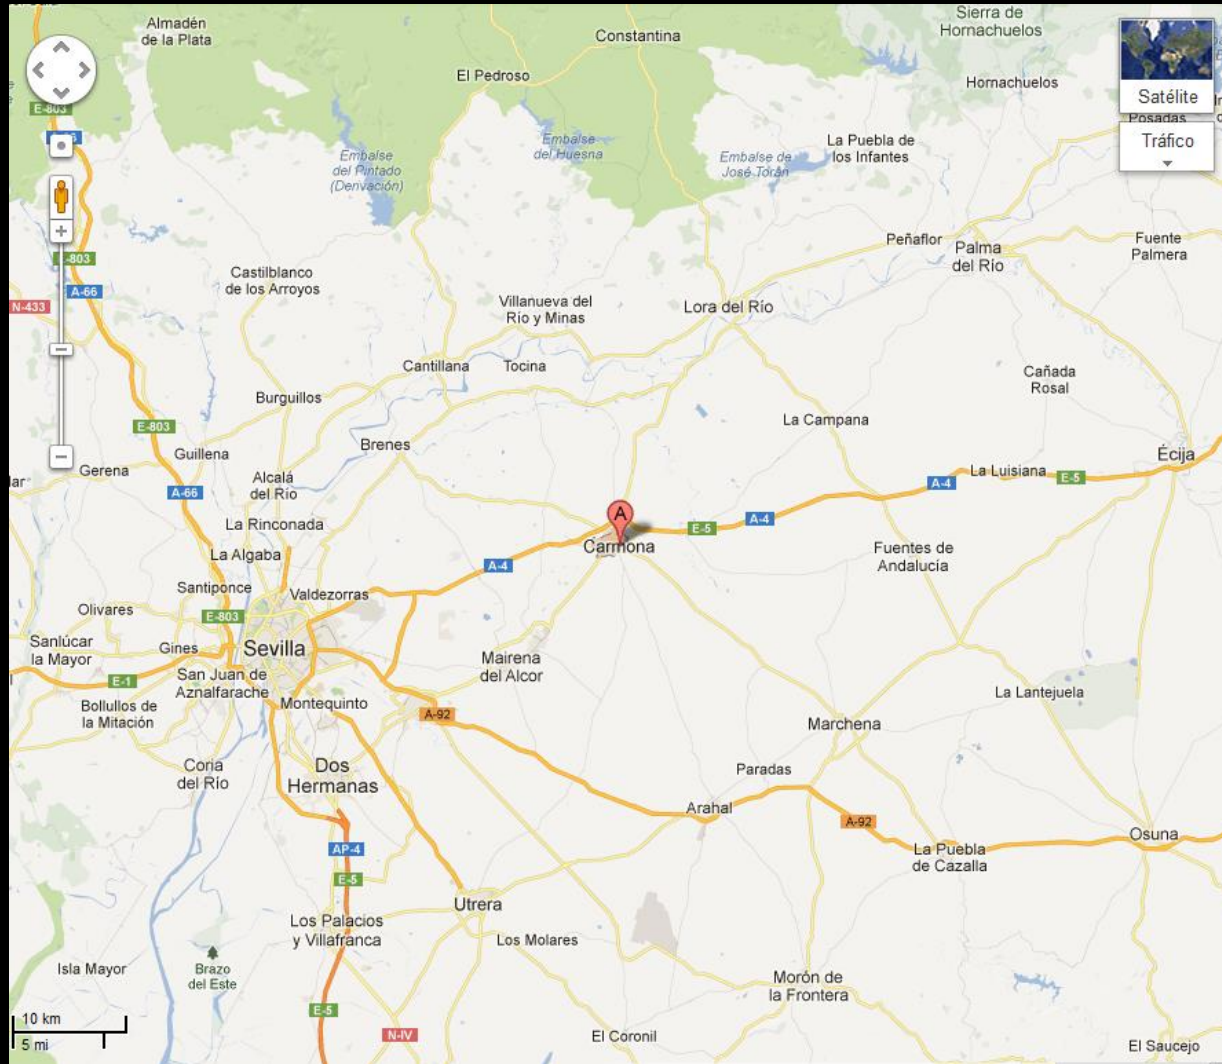 Sierra de
Hornachuelos
Almadén
de la Plata
Constantina
El Pedroso
Hornachuelos
Satélite
E-803
Posadas
Tráfico
La Puebla de
los Infantes
Embalse
del Huesna
Embalse
del Pintado
(Derivación)
Embalse de
José Torán
Peñaflor
Palma
del Río
Fuente
Palmera
E-803
Castilblanco
de los Arroyos
A-66
N-433
Villanueva del
Río y Minas
Lora del Río
Cantillana
Tocina
Cañada
Rosal
Burguillos
La Campana
E-803
Brenes
Guillena
Écija
Gerena
La Luisiana
E-5
Alcalá
del Río
A-66
A-4
A
La Rinconada
A-4
E-5
Carmona
La Algaba
Fuentes de
Andalucía
A-4
Santiponce
Valdezorras
Olivares
E-803
Sanlúcar
la Mayor
Gines
Sevilla
Mairena
del Alcor
San Juan de
Aznalfarache
E-1
La Lantejuela
Bollullos de
la Mitación
Montequinto
A-92
Marchena
Coria
del Río
Dos
Hermanas
Paradas
Arahal
A-92
Osuna
AP-4
La Puebla
de Cazalla
E-5
Utrera
Los Palacios
y Villafranca
Los Molares
Isla Mayor
Brazo
del Este
Morón de
la Frontera
E-5
10 km
5 mi
N-IV
El Coronil
El Saucejo